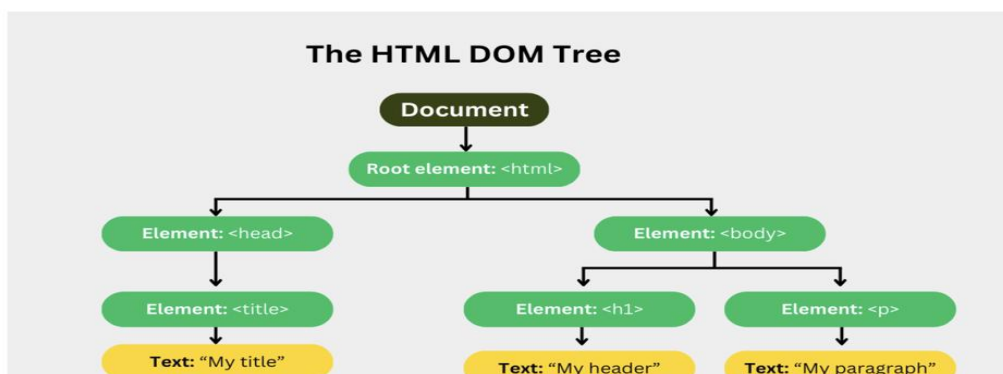 The HTML DOM Tree
Document
Root element: <html>
Element: <head>
Element: <body>
Element: <title>
Element: <h1>
Element: <p>
Text: “My title”
Text: “My header”
Text: “My paragraph”